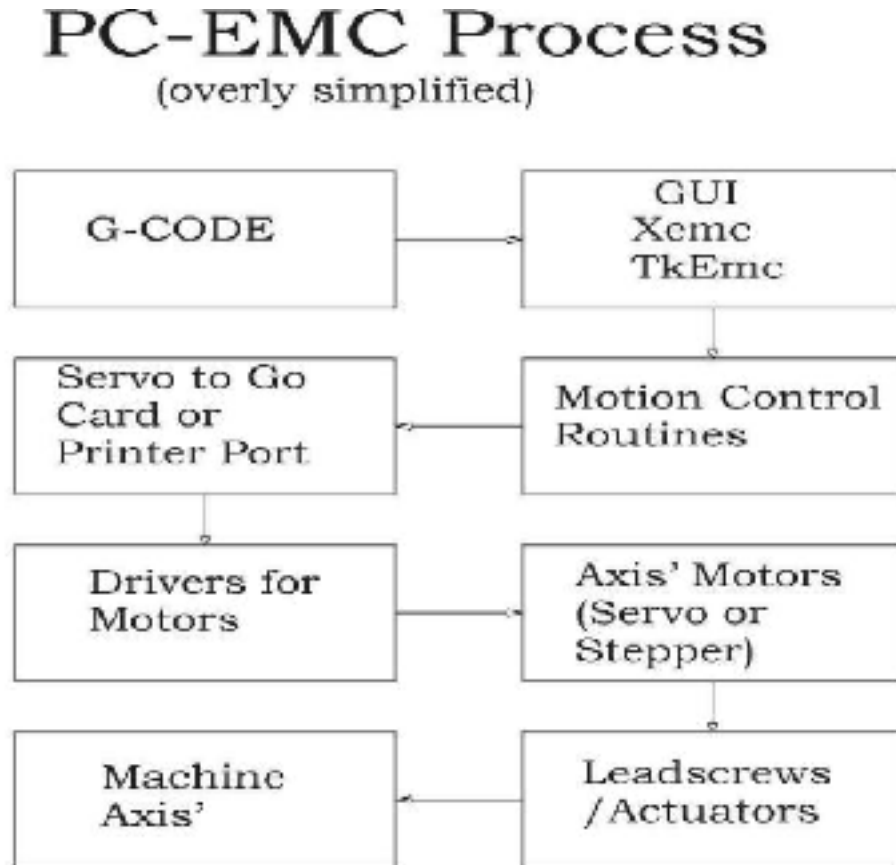 PC-EMC Process
(overly simplified)
G-CODE
GUI
Xemc
TkEmc
Servo to Go
Card or
Printer Port
Motion Control
Routines
Drivers for
Motors
Axis' Motors
(Servo or
Stepper)
Machine
Axis'
Leadscrews
/Actuators